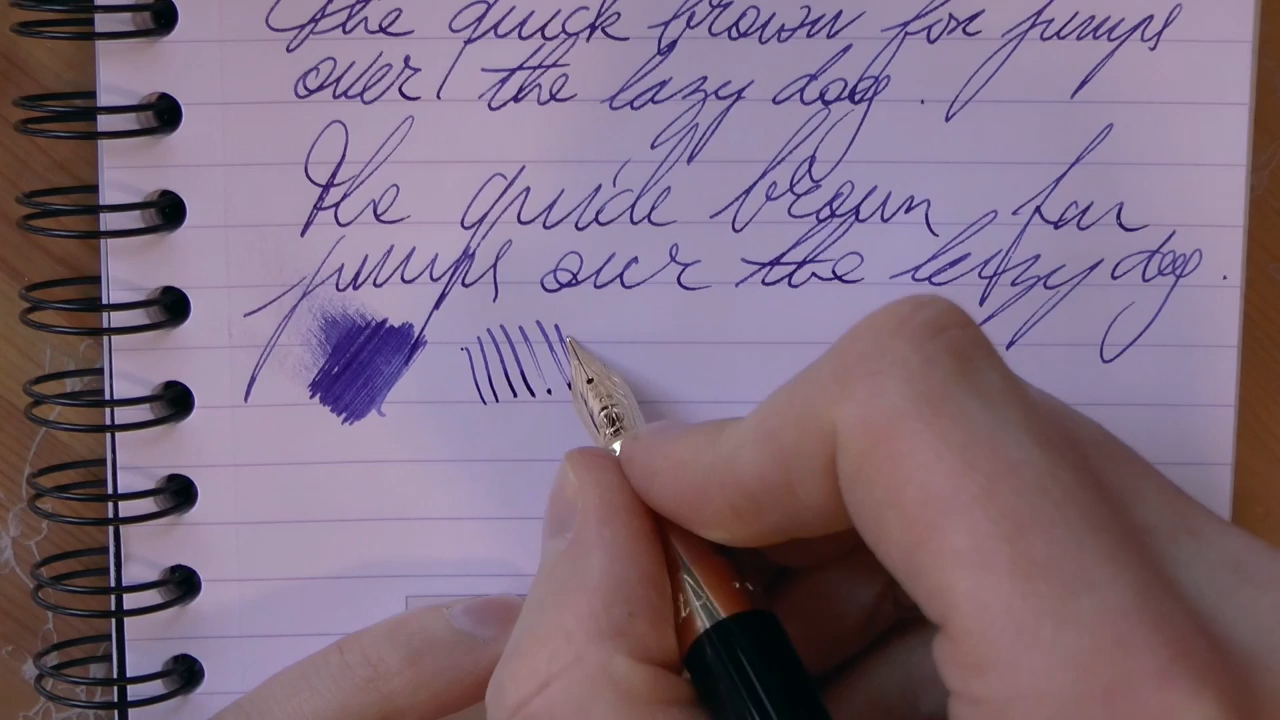 The quick brown fox jumps
over the lazy dog.
The quick brown fox
jumps over the lazy dog.